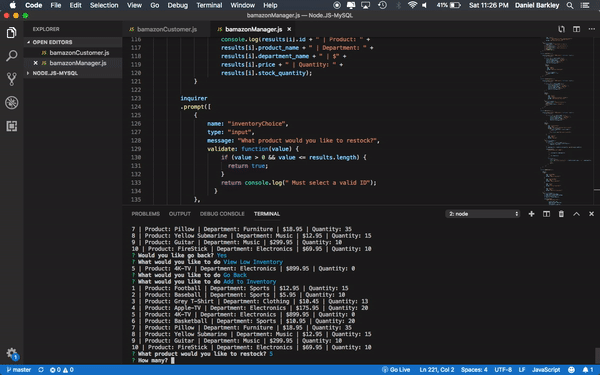 Code File Edit Selection View Go Debug Terminal Window Help 41% Sat 11:26 PM Daniel Barkley
bamazonManager.js — Node.JS-MySQL
EXPLORER
OPEN EDITORS
bamazonCustomer.js
bamazonManager.js
NODE.JS-MYSQL
bamazonCustomer.js bamazonManager.js
116 console.log(results[i].id + " | Product: " +
117 results[i].product_name + " | Department: " +
118 results[i].department_name + " | $" +
119 results[i].price + " | Quantity: " +
120 results[i].stock_quantity);
121 }
122
123 inquirer
124 .prompt([
125 {
126 name: "inventoryChoice",
127 type: "input",
128 message: "What product would you like to restock?",
129 validate: function(value) {
130 if (value > 0 && value <= results.length) {
131 return true;
132 }
133 return console.log(" Must select a valid ID");
134 }
135 },
PROBLEMS OUTPUT DEBUG CONSOLE TERMINAL 2: node
7 | Product: Pillow | Department: Furniture | $18.95 | Quantity: 35
8 | Product: Yellow Submarine | Department: Music | $12.95 | Quantity: 15
9 | Product: Guitar | Department: Music | $299.95 | Quantity: 10
10 | Product: FireStick | Department: Electronics | $69.95 | Quantity: 10
? Would you like go back? Yes
? What would you like to do View Low Inventory
5 | Product: 4K-TV | Department: Electronics | $899.95 | Quantity: 0
? What would you like to do Go Back
? What would you like to do Add to Inventory
1 | Product: Football | Department: Sports | $12.95 | Quantity: 15
2 | Product: Baseball | Department: Sports | $5.95 | Quantity: 10
3 | Product: Grey T-Shirt | Department: Clothing | $10.45 | Quantity: 13
4 | Product: Apple-TV | Department: Electronics | $175.95 | Quantity: 20
5 | Product: 4K-TV | Department: Electronics | $899.95 | Quantity: 0
6 | Product: Basketball | Department: Sports | $10.95 | Quantity: 20
7 | Product: Pillow | Department: Furniture | $18.95 | Quantity: 35
8 | Product: Yellow Submarine | Department: Music | $12.95 | Quantity: 15
9 | Product: Guitar | Department: Music | $299.95 | Quantity: 10
10 | Product: FireStick | Department: Electronics | $69.95 | Quantity: 10
? What product would you like to restock? 5
? How many?
master 0 0 Go Live Ln 221, Col 2 Spaces: 4 UTF-8 LF JavaScript